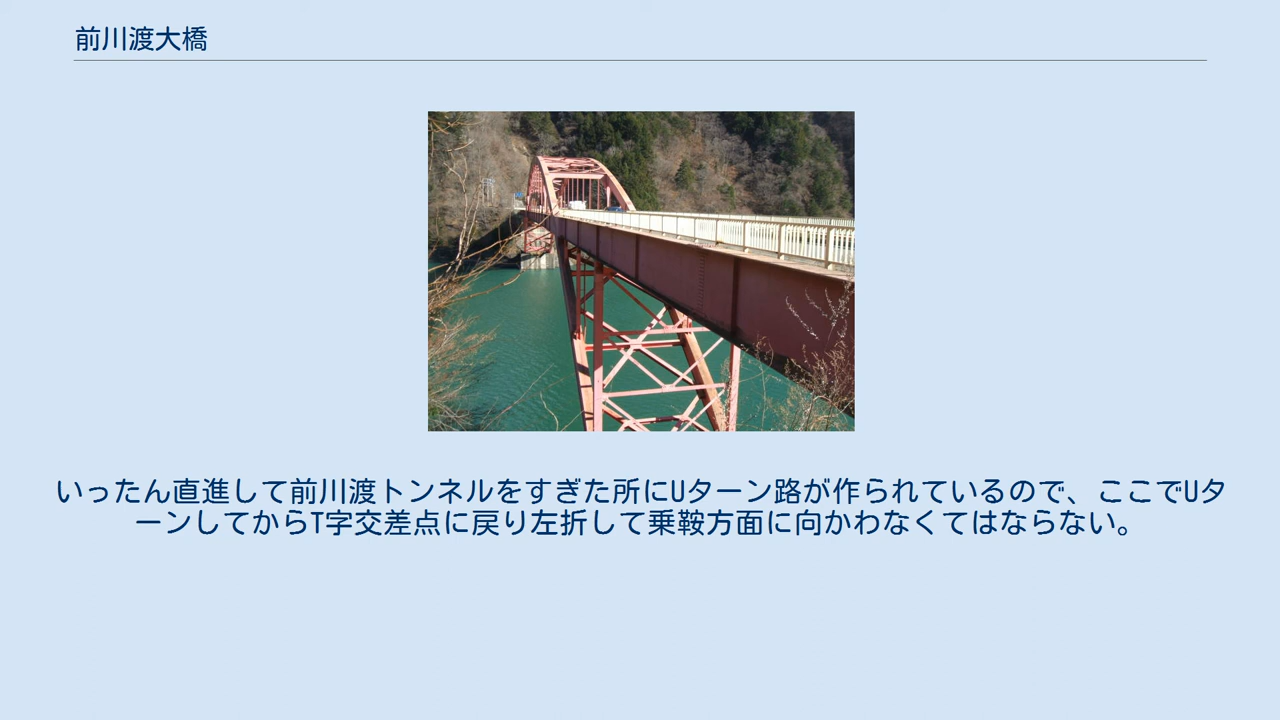 前川渡大橋
いったん直進して前川渡トンネルをすぎた所にUターン路が作られているので、ここでUタ
ーンしてからT字交差点に戻り左折して乗鞍方面に向かわなくてはならない。